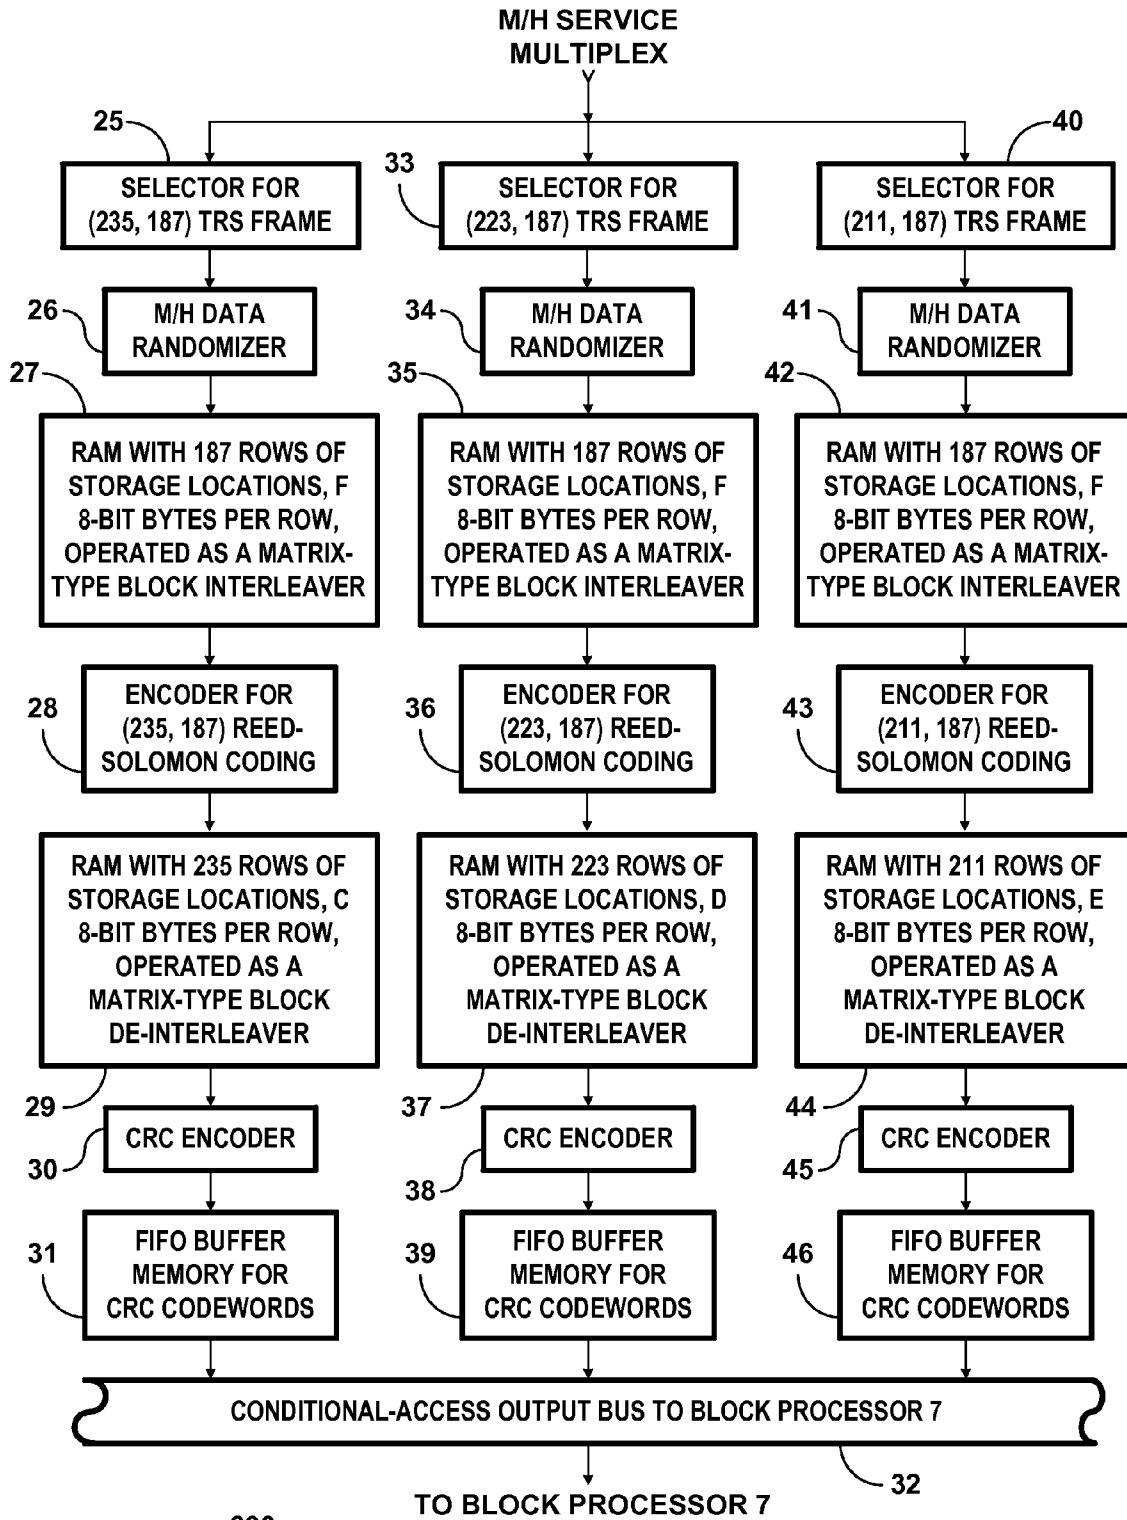 M/H SERVICE
MULTIPLEX
25
33
40
SELECTOR FOR
(235, 187) TRS FRAME
SELECTOR FOR
(223, 187) TRS FRAME
SELECTOR FOR
(211, 187) TRS FRAME
26
34
41
M/H DATA
RANDOMIZER
M/H DATA
RANDOMIZER
M/H DATA
RANDOMIZER
27
35
42
RAM WITH 187 ROWS OF
STORAGE LOCATIONS, F
8-BIT BYTES PER ROW,
OPERATED AS A MATRIX-
TYPE BLOCK INTERLEAVER
RAM WITH 187 ROWS OF
STORAGE LOCATIONS, F
8-BIT BYTES PER ROW,
OPERATED AS A MATRIX-
TYPE BLOCK INTERLEAVER
RAM WITH 187 ROWS OF
STORAGE LOCATIONS, F
8-BIT BYTES PER ROW,
OPERATED AS A MATRIX-
TYPE BLOCK INTERLEAVER
28
36
43
ENCODER FOR
(235, 187) REED-
SOLOMON CODING
ENCODER FOR
(223, 187) REED-
SOLOMON CODING
ENCODER FOR
(211, 187) REED-
SOLOMON CODING
RAM WITH 235 ROWS OF
STORAGE LOCATIONS, C
8-BIT BYTES PER ROW,
OPERATED AS A
MATRIX-TYPE BLOCK
DE-INTERLEAVER
RAM WITH 223 ROWS OF
STORAGE LOCATIONS, D
8-BIT BYTES PER ROW,
OPERATED AS A
MATRIX-TYPE BLOCK
DE-INTERLEAVER
RAM WITH 211 ROWS OF
STORAGE LOCATIONS, E
8-BIT BYTES PER ROW,
OPERATED AS A
MATRIX-TYPE BLOCK
DE-INTERLEAVER
29
37
44
CRC ENCODER
CRC ENCODER
CRC ENCODER
30
38
45
31
39
46
FIFO BUFFER
MEMORY FOR
CRC CODEWORDS
FIFO BUFFER
MEMORY FOR
CRC CODEWORDS
FIFO BUFFER
MEMORY FOR
CRC CODEWORDS
CONDITIONAL-ACCESS OUTPUT BUS TO BLOCK PROCESSOR 7
32
TO BLOCK PROCESSOR 7